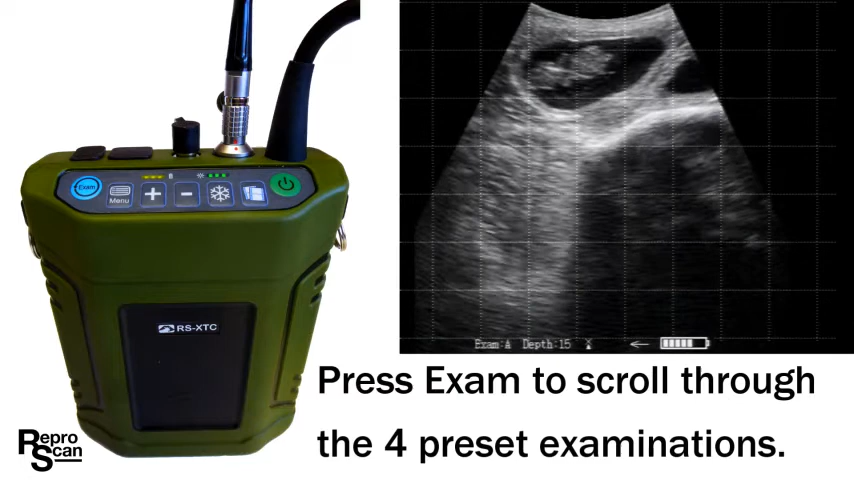 Exam
Menu
RS-XTC
Exam:A Depth:15
Press Exam to scroll through
the 4 preset examinations.
Repro
Scan